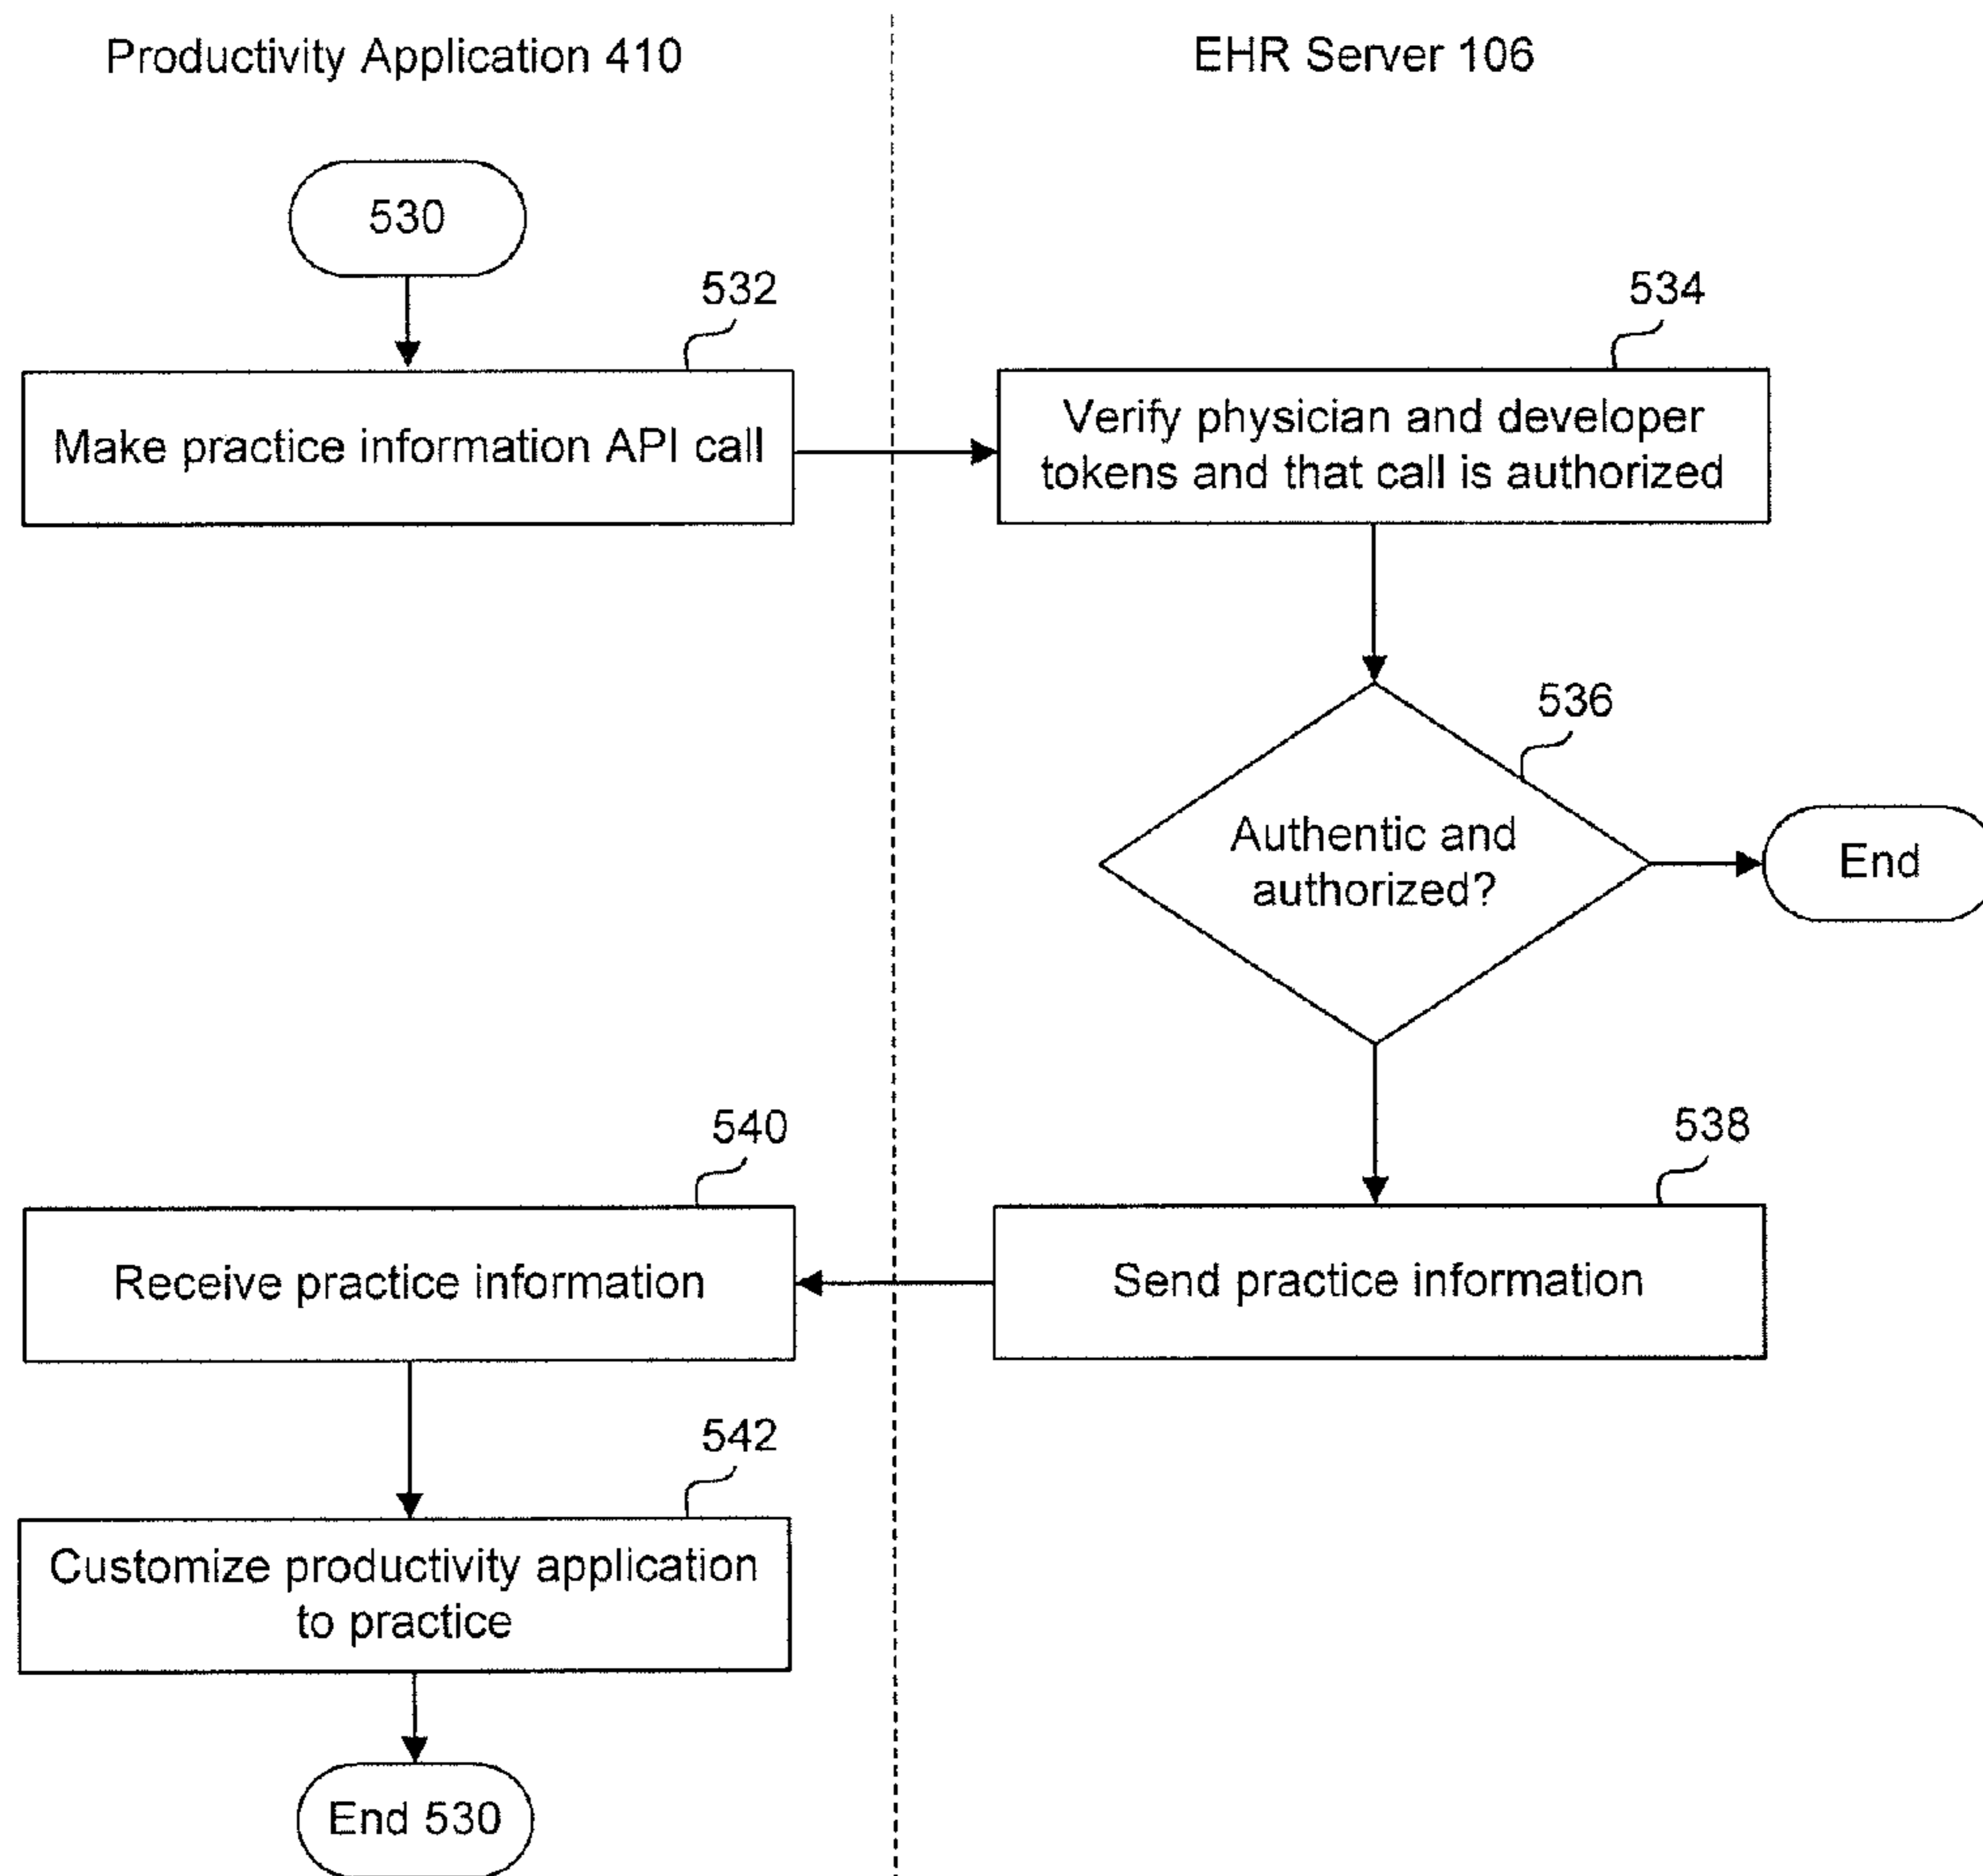 Productivity Application 410
EHR Server 106
530
532
Make practice information API call
534
Verify physician and developer
tokens and that call is authorized
536
Authentic and
authorized?
End
538
Send practice information
540
Receive practice information
542
Customize productivity application
to practice
End 530